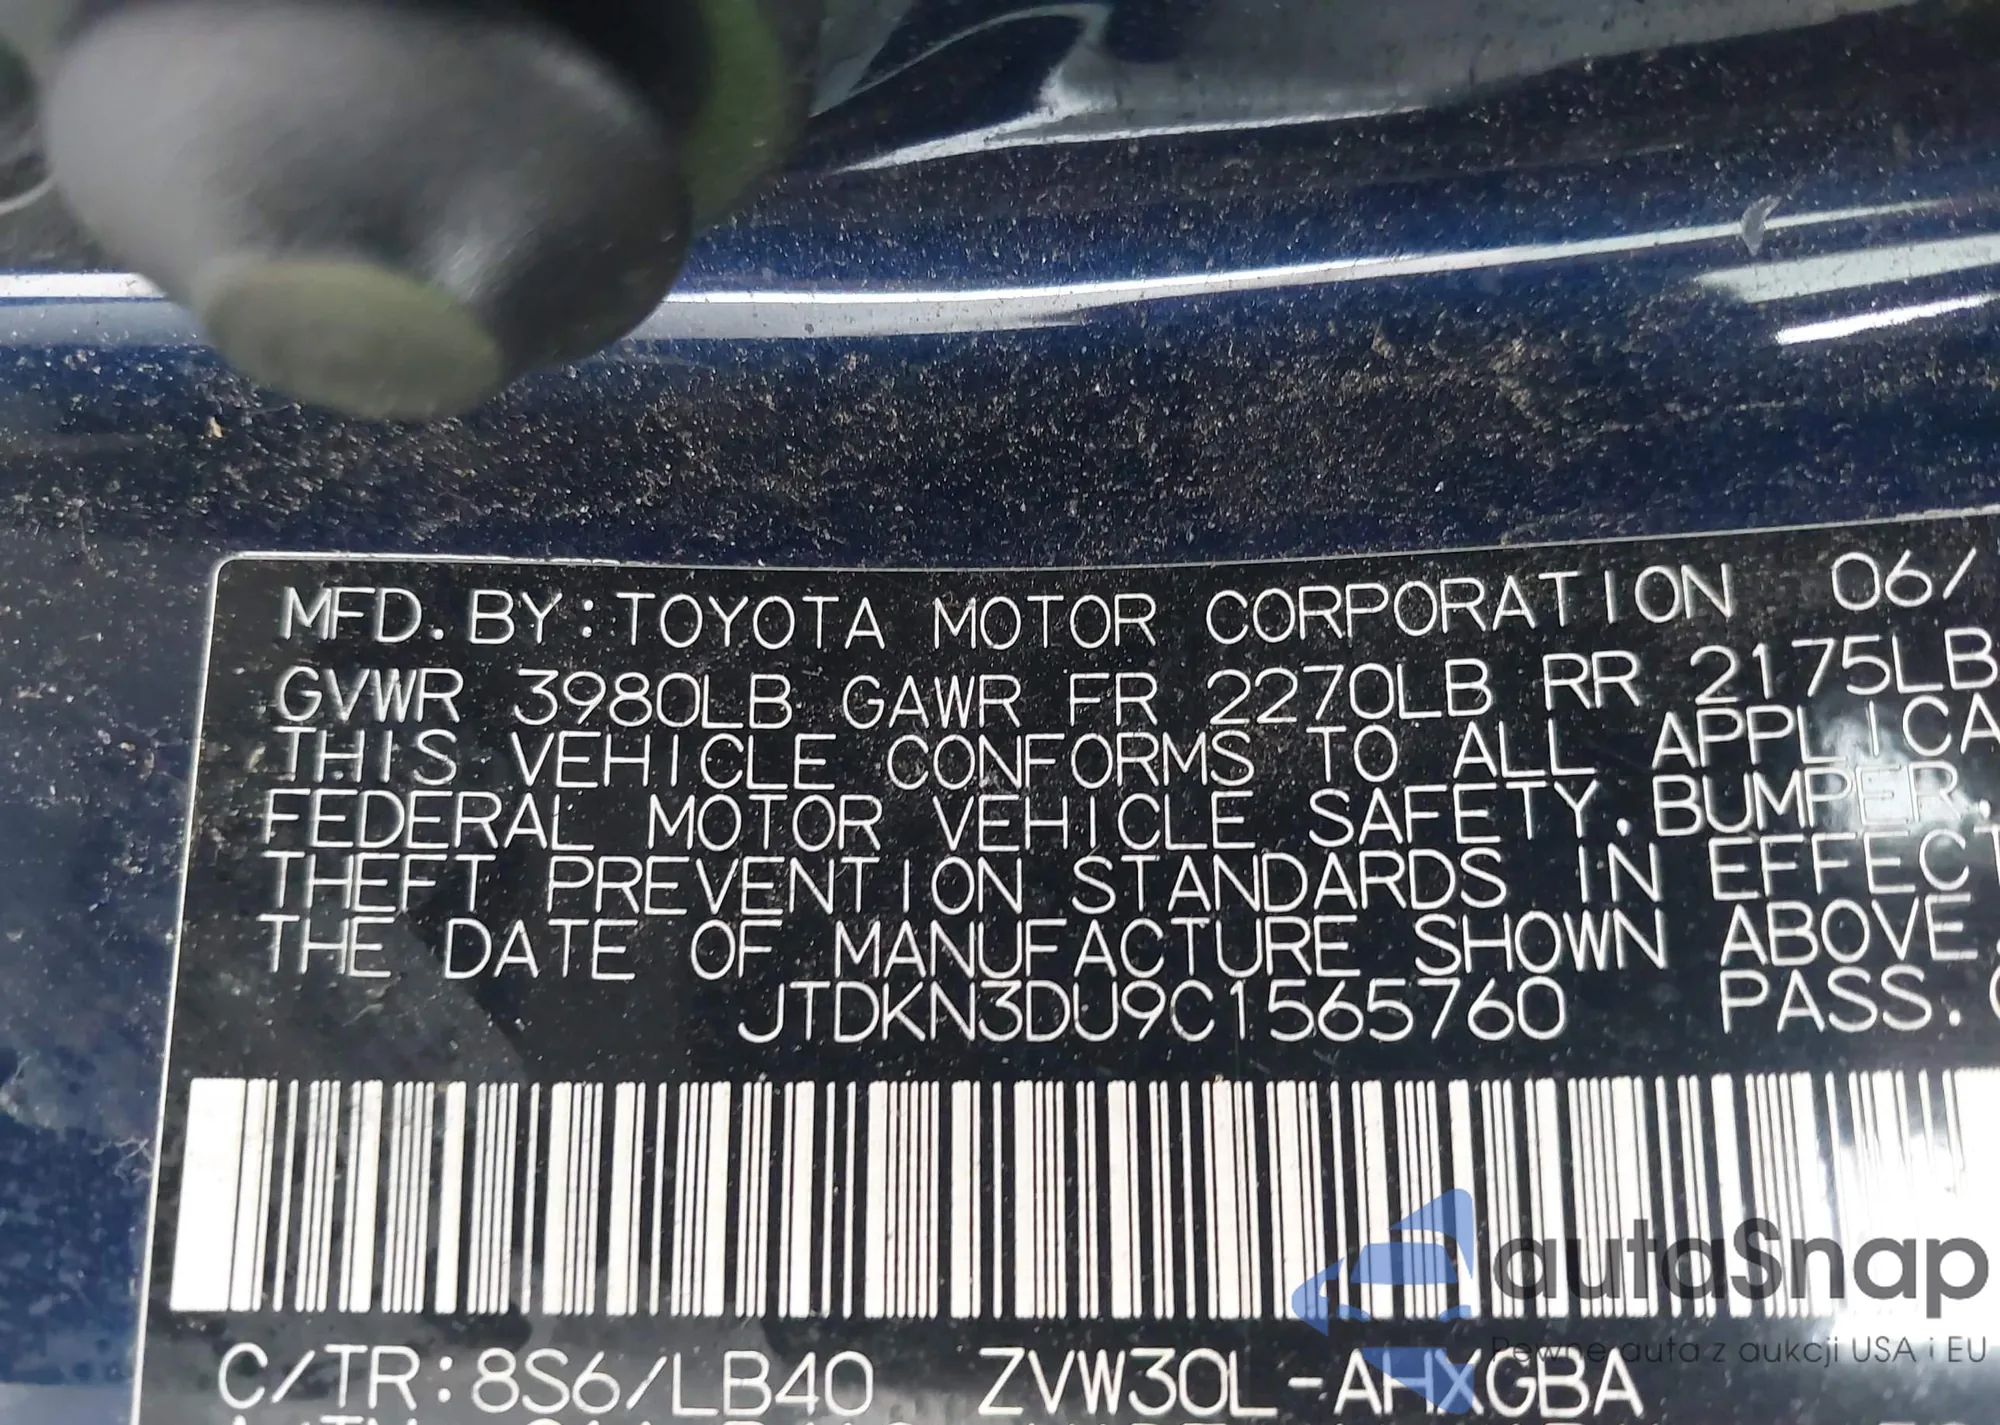 MFD. BY: TOYOTA MOTOR CORPORATION 06/
GVWR 3980LB GAWR FR 2270LB RR 2175LB
THIS VEHICLE CONFORMS TO ALL APPLICA
FEDERAL MOTOR VEHICLE SAFETY. BUMPER.
THEFT PREVENTION STANDARDS IN EFFECT
THE DATE OF MANUFACTURE SHOWN ABOVE.
JTDKN3DU9C1565760 PASS.
C/TR: 8S6/LB40 ZVW30L-AHXGBA
autaSnap
Pewne auta z aukcji USA i EU